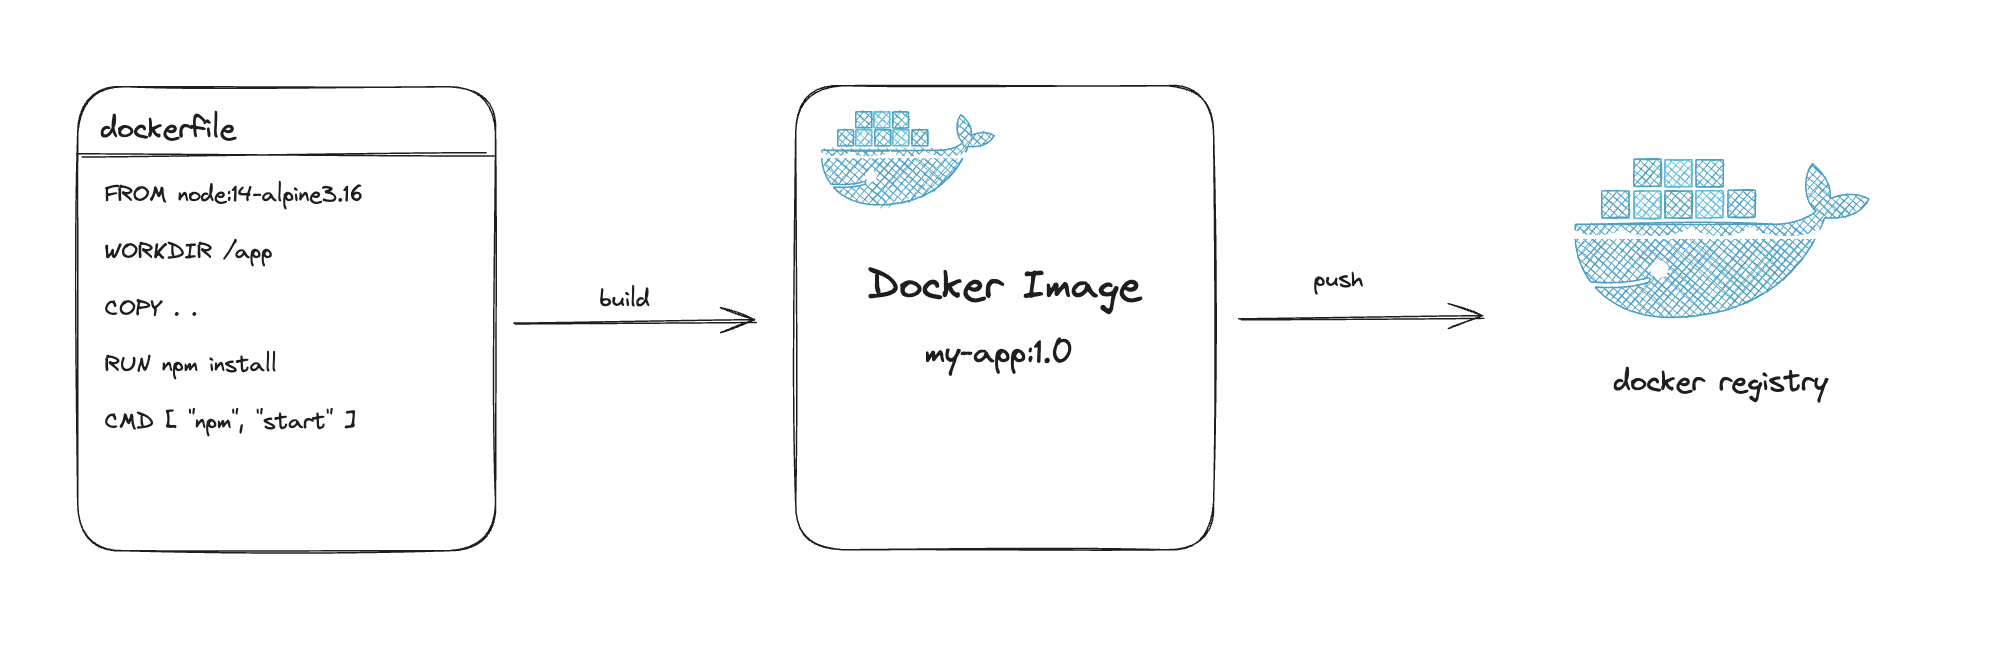 dockerfile
FROM node:14-alpine3.16
WORKDIR /app
COPY . .
RUN npm install
CMD [ "npm", "start" ]
build
Docker Image
my-app:1.0
push
docker registry